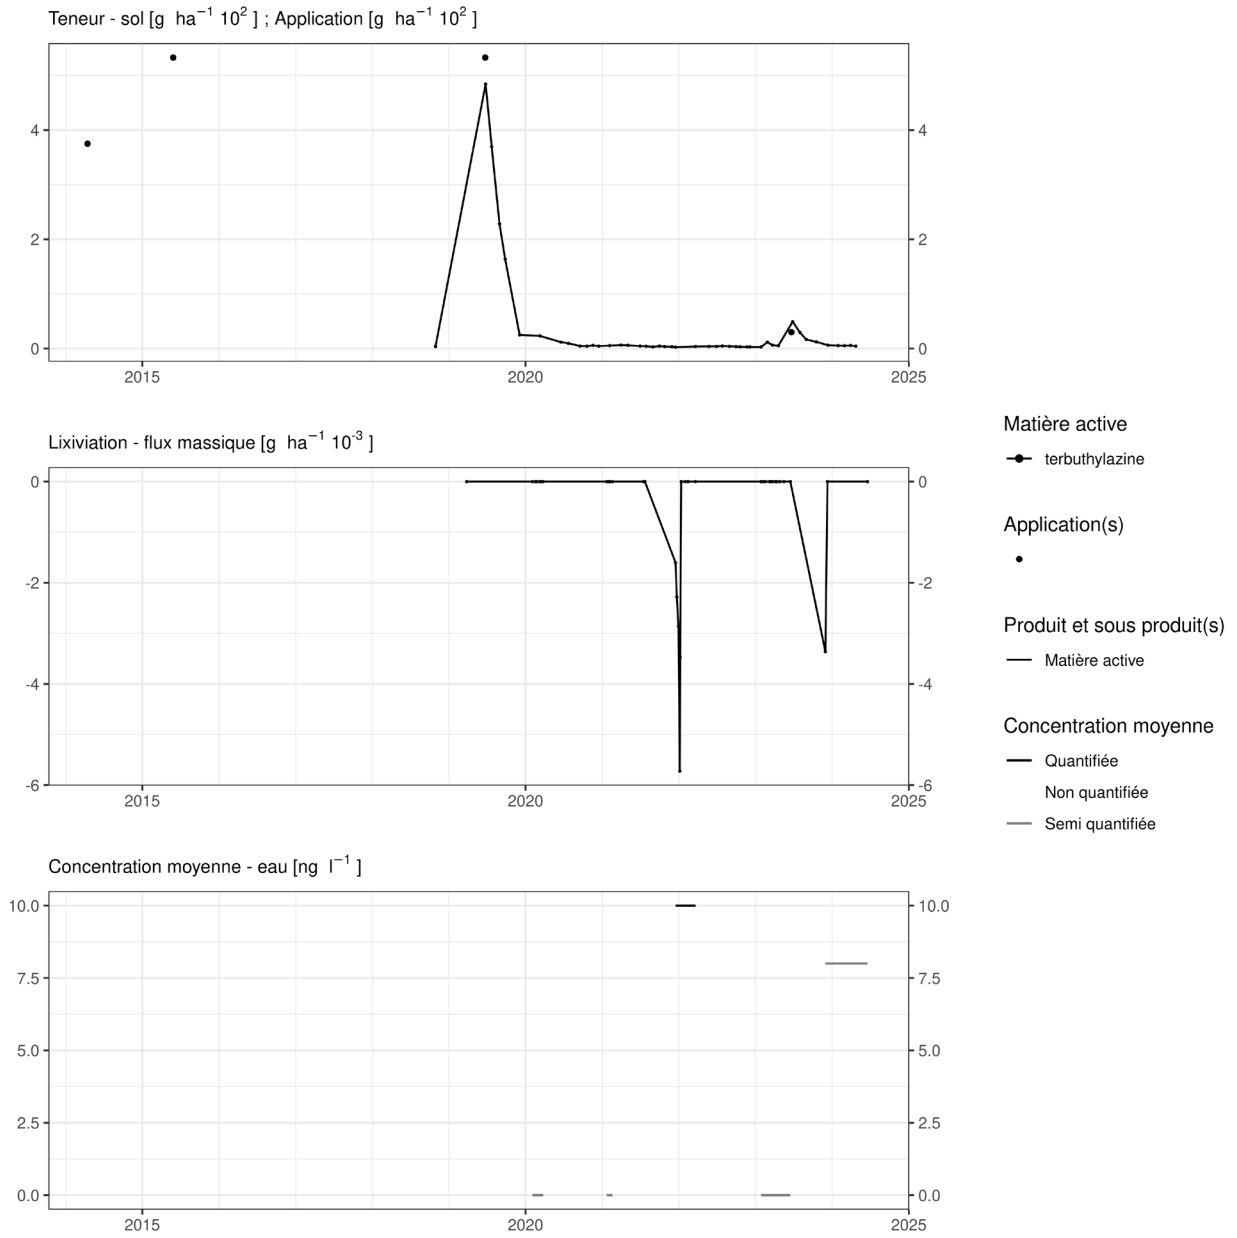 Teneur - sol [g ha⁻¹ 10² ] ; Application [g ha⁻¹ 10² ]
4
4
2
2
0
0
2015
2020
2025
Lixiviation - flux massique [g ha⁻¹ 10⁻³ ]
0
0
-2
-2
-4
-4
-6
-6
2015
2020
2025
Concentration moyenne - eau [ng l⁻¹ ]
10.0
10.0
7.5
7.5
5.0
5.0
2.5
2.5
0.0
0.0
2015
2020
2025
Matière active
terbuthylazine
Application(s)
Produit et sous produit(s)
Matière active
Concentration moyenne
Quantifiée
Non quantifiée
Semi quantifiée